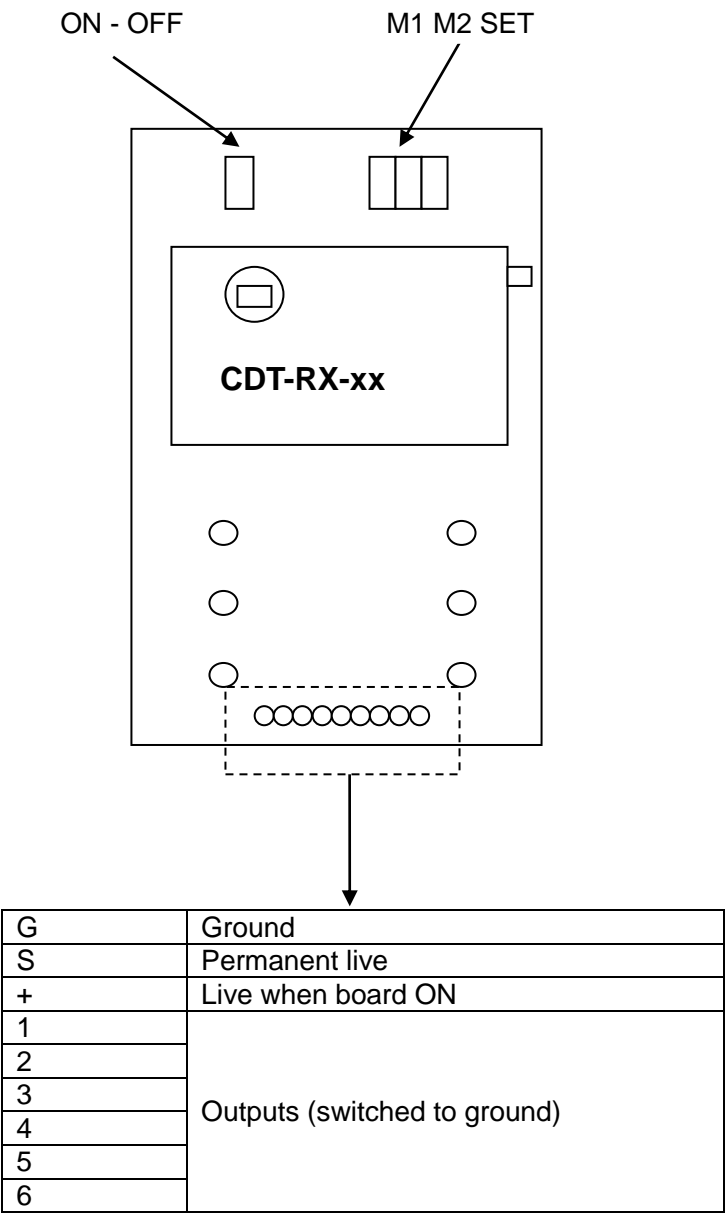 ON - OFF M1 M2 SET
CDT-RX-xx
G Ground
S Permanent live
+ Live when board ON
1
2
3
Outputs (switched to ground)
4
5
6